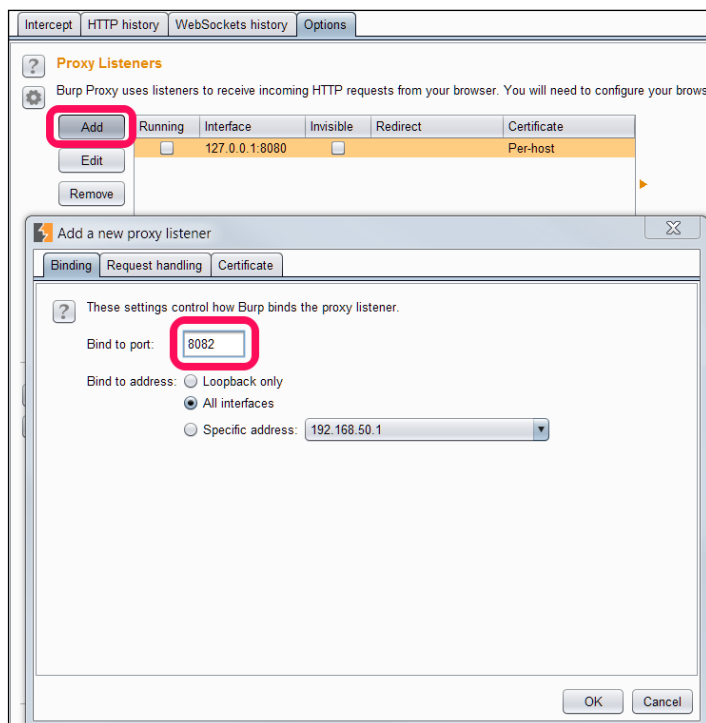 Intercept HTTP history WebSockets history Options
? Proxy Listeners
Burp Proxy uses listeners to receive incoming HTTP requests from your browser. You will need to configure your brows
Add Running Interface Invisible Redirect Certificate
127.0.0.1:8080 Per-host
Edit
Remove
Add a new proxy listener
Binding Request handling Certificate
? These settings control how Burp binds the proxy listener.
Bind to port: 8082
Bind to address: Loopback only
All interfaces
Specific address: 192.168.50.1
OK Cancel